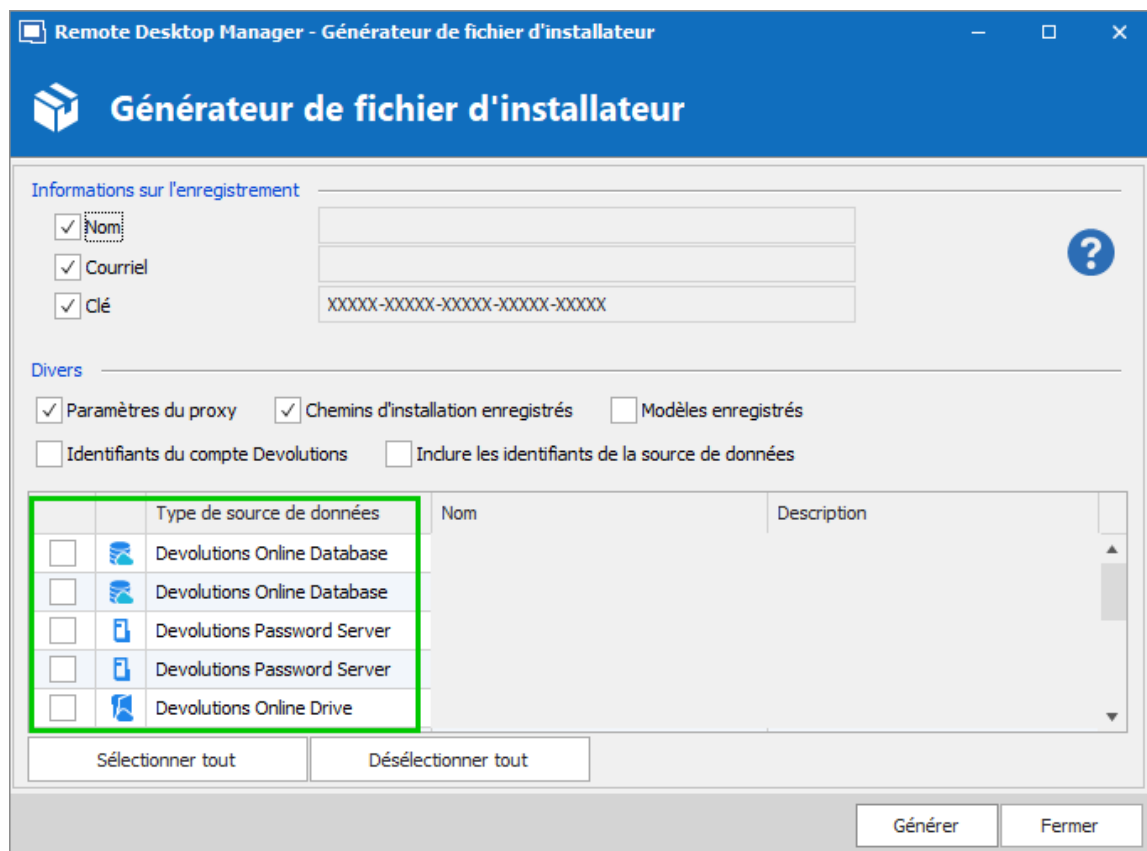 Remote Desktop Manager - Générateur de fichier d'installateur
Générateur de fichier d'installateur
Informations sur l'enregistrement
Nom
Courriel
Clé XXXXX-XXXXX-XXXXX-XXXXX-XXXXX
Divers
Paramètres du proxy Chemins d'installation enregistrés Modèles enregistrés
Identifiants du compte Devolutions Inclure les identifiants de la source de données
Type de source de données Nom Description
Devolutions Online Database
Devolutions Online Database
Devolutions Password Server
Devolutions Password Server
Devolutions Online Drive
Sélectionner tout Désélectionner tout
Générer Fermer